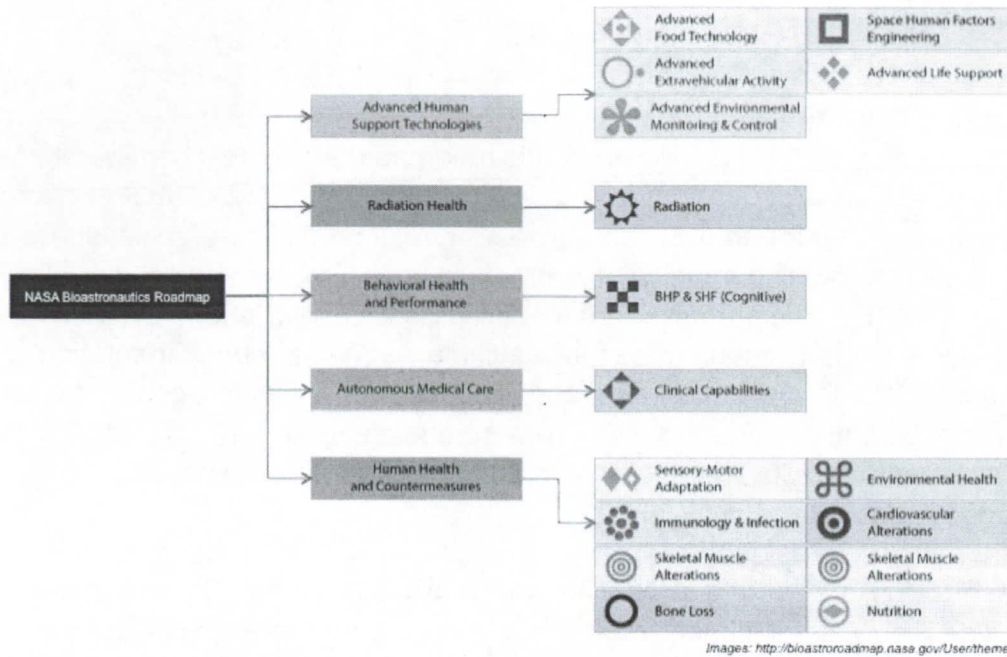 Advanced
Food Technology
Space Human Factors
Engineering
Advanced
Extravehicular Activity
Advanced Life Support
Advanced Human
Support Technologies
Advanced Environmental
Monitoring & Control
Radiation Health
Radiation
NASA Bioastronautics Roadmap
Behavioral Health
and Performance
BHP & SHF (Cognitive)
Autonomous Medical Care
Clinical Capabilities
Human Health
and Countermeasures
Sensory-Motor
Adaptation
Environmental Health
Immunology & Infection
Cardiovascular
Alterations
Skeletal Muscle
Alterations
Skeletal Muscle
Alterations
Bone Loss
Nutrition
Images: http://bioastroroadmap.nasa.gov/User/theme